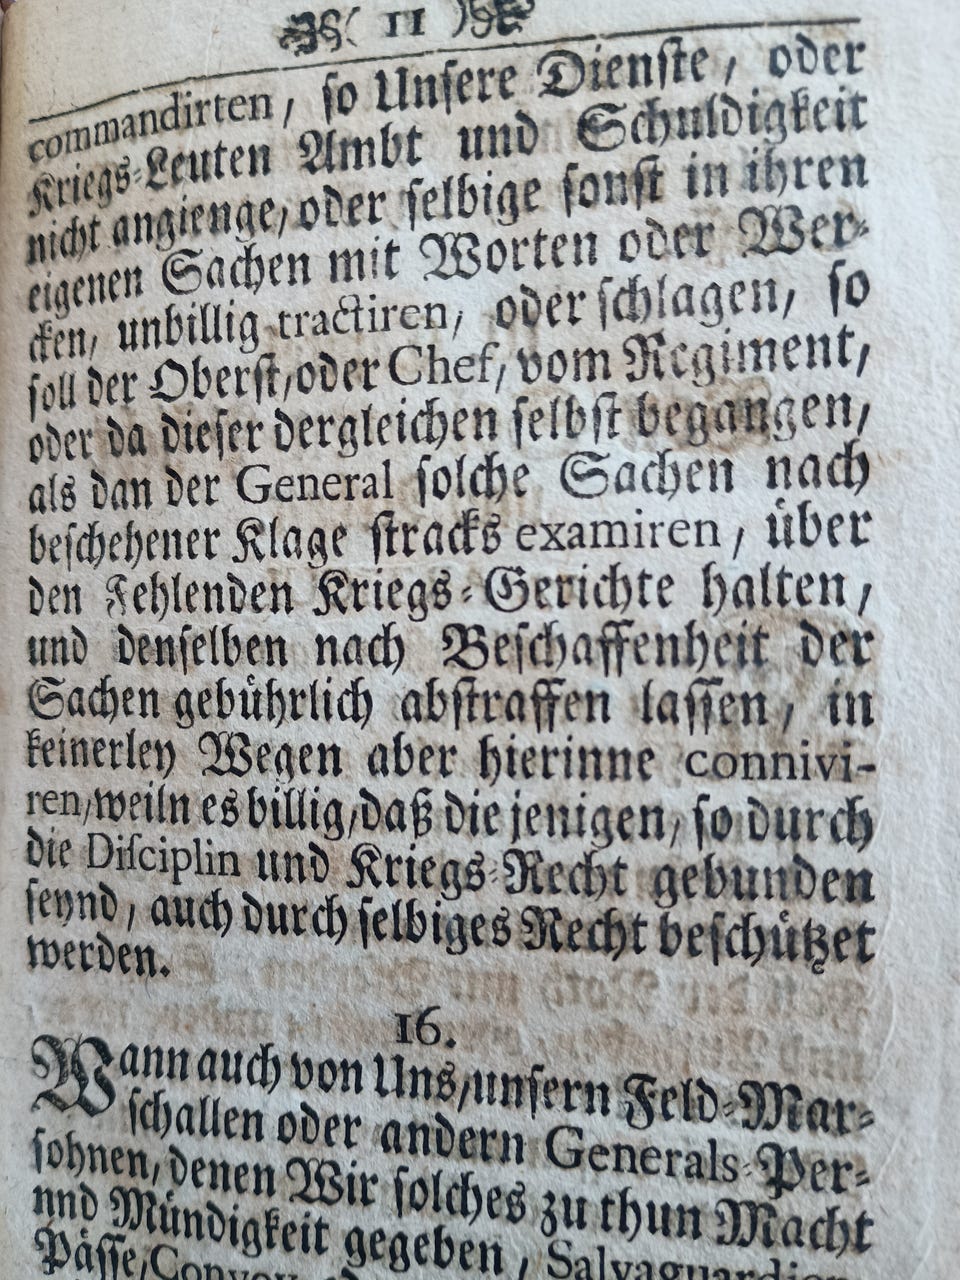 11
commandirten / so Unsere Dienste / oder
Kriegs-Leuten Ambt und Schuldigkeit
nicht angienge / oder selbige sonst in ihren
eigenen Sachen mit Worten oder Wer-
cken / unbillig tractiren / oder schlagen / so
soll der Oberst / oder Chef / vom Regiment /
oder da dieser dergleichen selbst begangen /
als dan der General solche Sachen nach
beschehener Klage stracks examiren / über
den Fehlenden Kriegs-Gerichte halten /
und denselben nach Beschaffenheit der
Sachen gebührlich abstraffen lassen / in
keinerley Wegen aber hierinne connivi-
ren / weiln es billig / daß die jenigen / so durch
die Disciplin und Kriegs-Recht gebunden
seynd / auch durch selbiges Recht beschützet
werden.
16.
Wann auch von Uns / unsern Feld-Mar-
schallen oder andern Generals-Per-
sohnen / denen Wir solches zu thun Macht
nnd Mündigkeit gegeben / Salvaguardien
Pässe / Convoy